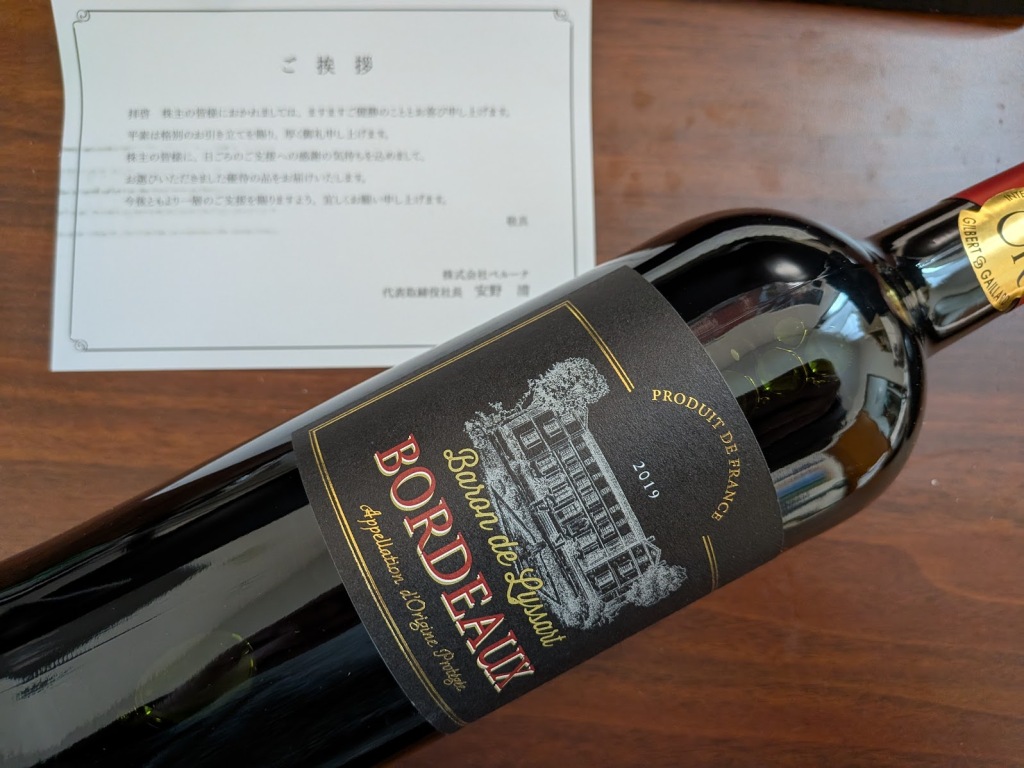 ご挨拶
拝啓　株主の皆様におかれましては、ますますご健勝のこととお喜び申し上げます。
平素は格別のお引き立てを賜り、厚く御礼申し上げます。
株主の皆様に、日ごろのご支援への感謝の気持ちを込めまして、
お選びいただきました優待の品をお届けいたします。
今後ともより一層のご支援を賜りますよう、宜しくお願い申し上げます。
敬具
株式会社ベルーナ
代表取締役社長　安野　清
GILBERT & GAILLARD
PRODUIT DE FRANCE
2019
Baron de Lussart
BORDEAUX
Appellation d'Origine Protégée